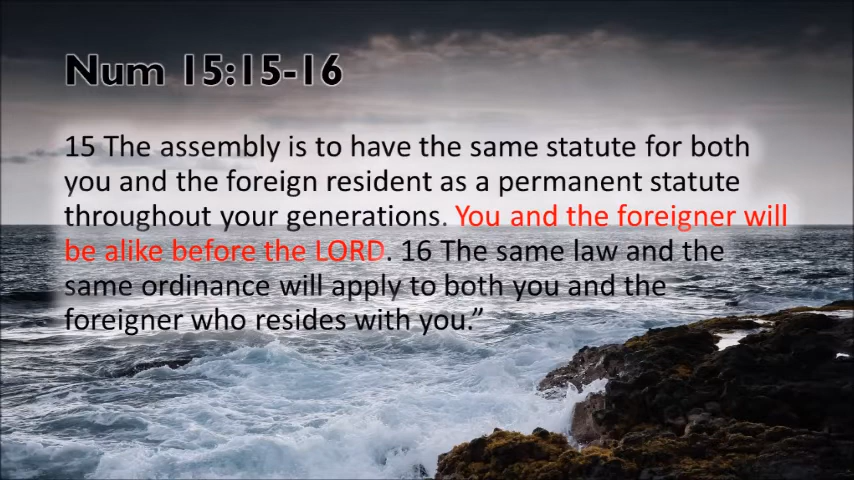 Num 15:15-16
15 The assembly is to have the same statute for both
you and the foreign resident as a permanent statute
throughout your generations. You and the foreigner will
be alike before the LORD. 16 The same law and the
same ordinance will apply to both you and the
foreigner who resides with you.”